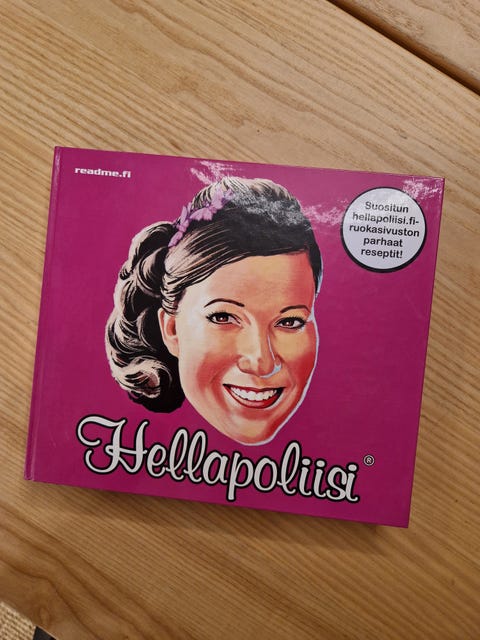 readme.fi
Suositun
hellapoliisi.fi-
ruokasivuston
parhaat
reseptit!
Hellapoliisi®